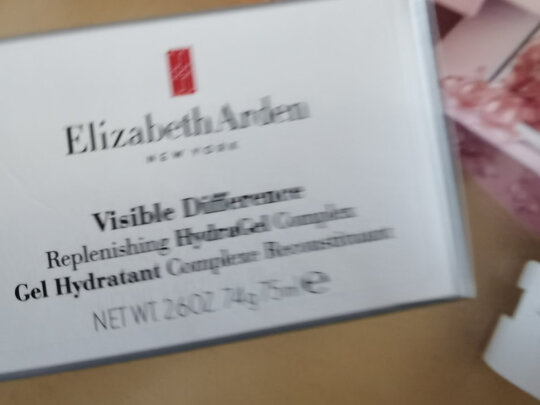 Elizabeth Arden
NEW YORK
Visible Difference
Replenishing HydraGel Complex
Gel Hydratant Complexe Reconstituant
NET WT. 2.6OZ. 74g 75ml e